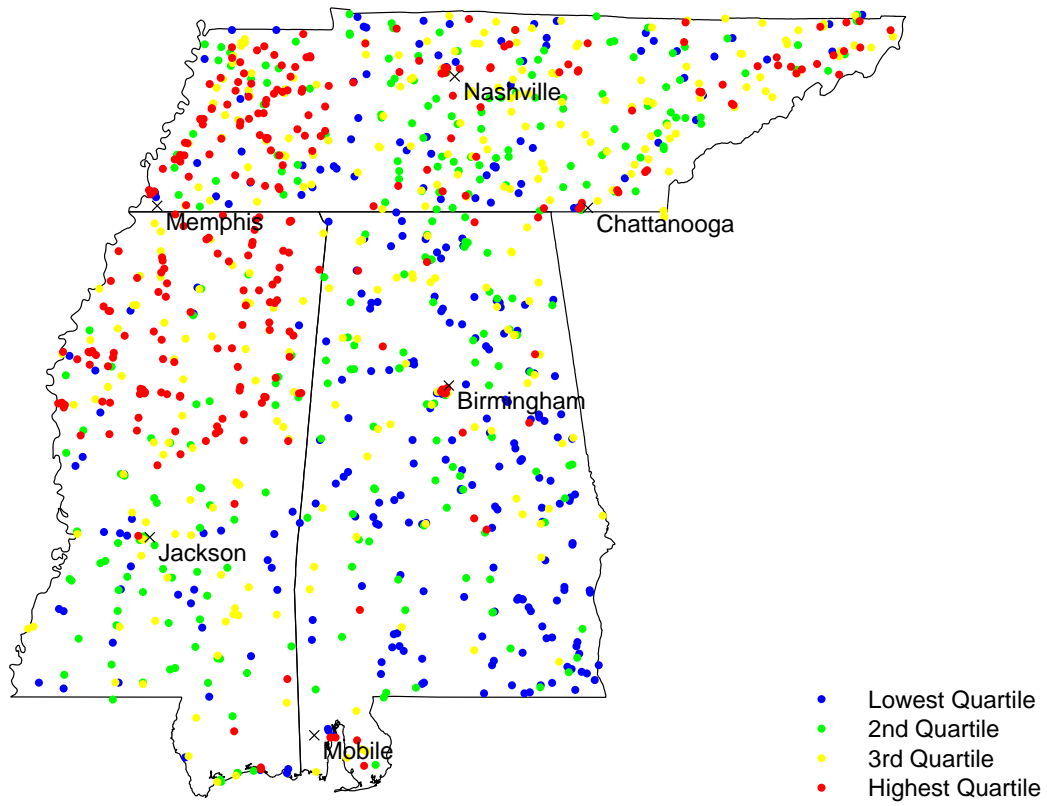 Nashville
Memphis
Chattanooga
Birmingham
Jackson
Mobile
Lowest Quartile
2nd Quartile
3rd Quartile
Highest Quartile